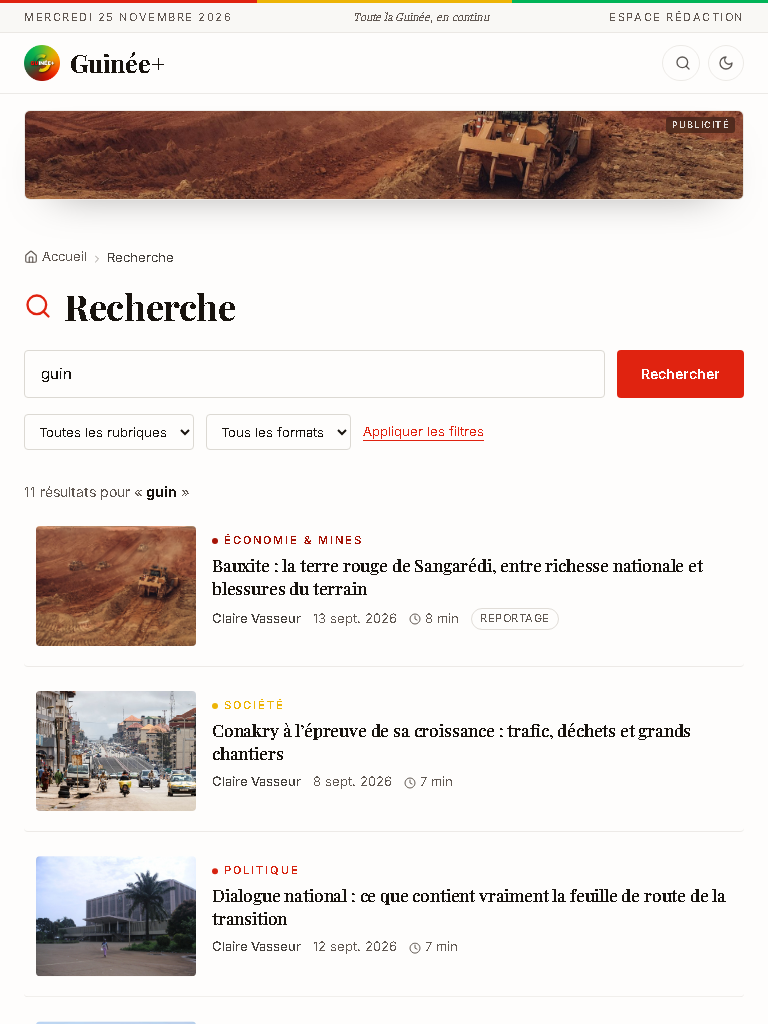 MERCREDI 25 NOVEMBRE 2026
Toute la Guinée, en continu
ESPACE RÉDACTION
Guinée+
PUBLICITÉ
Accueil › Recherche
Recherche
guin
Rechercher
Toutes les rubriques
Tous les formats
Appliquer les filtres
11 résultats pour « guin »
ÉCONOMIE & MINES
Bauxite : la terre rouge de Sangarédi, entre richesse nationale et
blessures du terrain
Claire Vasseur 13 sept. 2026 8 min REPORTAGE
SOCIÉTÉ
Conakry à l’épreuve de sa croissance : trafic, déchets et grands
chantiers
Claire Vasseur 8 sept. 2026 7 min
POLITIQUE
Dialogue national : ce que contient vraiment la feuille de route de la
transition
Claire Vasseur 12 sept. 2026 7 min